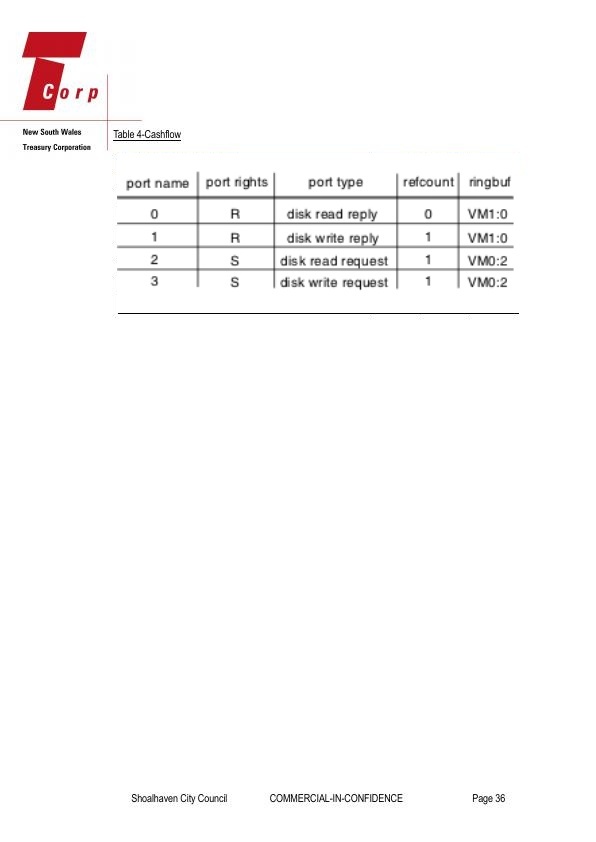 T
Corp
New South Wales
Treasury Corporation
Table 4-Cashflow
port name port rights port type refcount ringbuf
0 R disk read reply 0 VM1:0
1 R disk write reply 1 VM1:0
2 S disk read request 1 VM0:2
3 S disk write request 1 VM0:2
Shoalhaven City Council COMMERCIAL-IN-CONFIDENCE Page 36